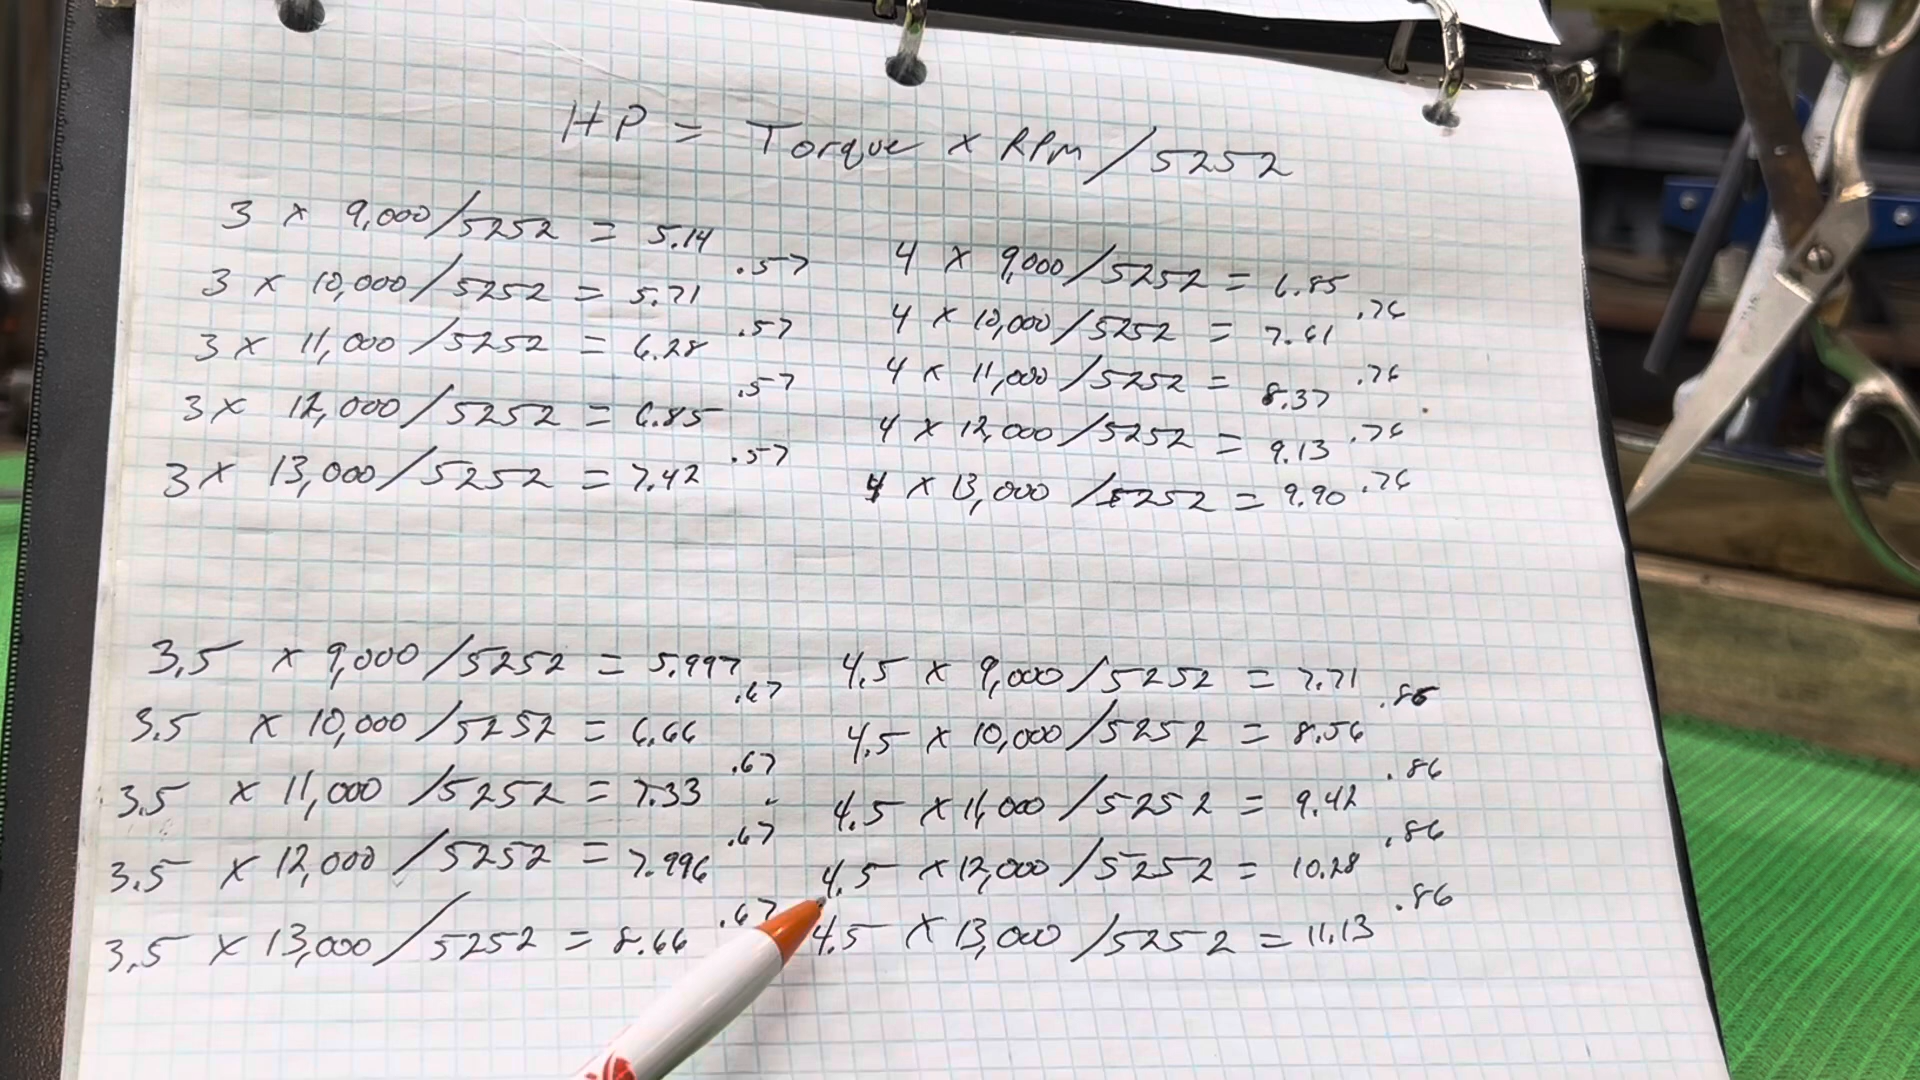 HP = Torque x RPM / 5252
3 x 9,000 / 5252 = 5.14
.57
3 x 10,000 / 5252 = 5.71
.57
3 x 11,000 / 5252 = 6.28
.57
3 x 12,000 / 5252 = 6.85
.57
3 x 13,000 / 5252 = 7.42
4 x 9,000 / 5252 = 6.85
.76
4 x 10,000 / 5252 = 7.61
.76
4 x 11,000 / 5252 = 8.37
.76
4 x 12,000 / 5252 = 9.13
.76
4 x 13,000 / 5252 = 9.90
3.5 x 9,000 / 5252 = 5.997
.67
3.5 x 10,000 / 5252 = 6.66
.67
3.5 x 11,000 / 5252 = 7.33
.67
3.5 x 12,000 / 5252 = 7.996
.67
3.5 x 13,000 / 5252 = 8.66
4.5 x 9,000 / 5252 = 7.71
.86
4.5 x 10,000 / 5252 = 8.56
.86
4.5 x 11,000 / 5252 = 9.42
.86
4.5 x 12,000 / 5252 = 10.28
.86
4.5 x 13,000 / 5252 = 11.13